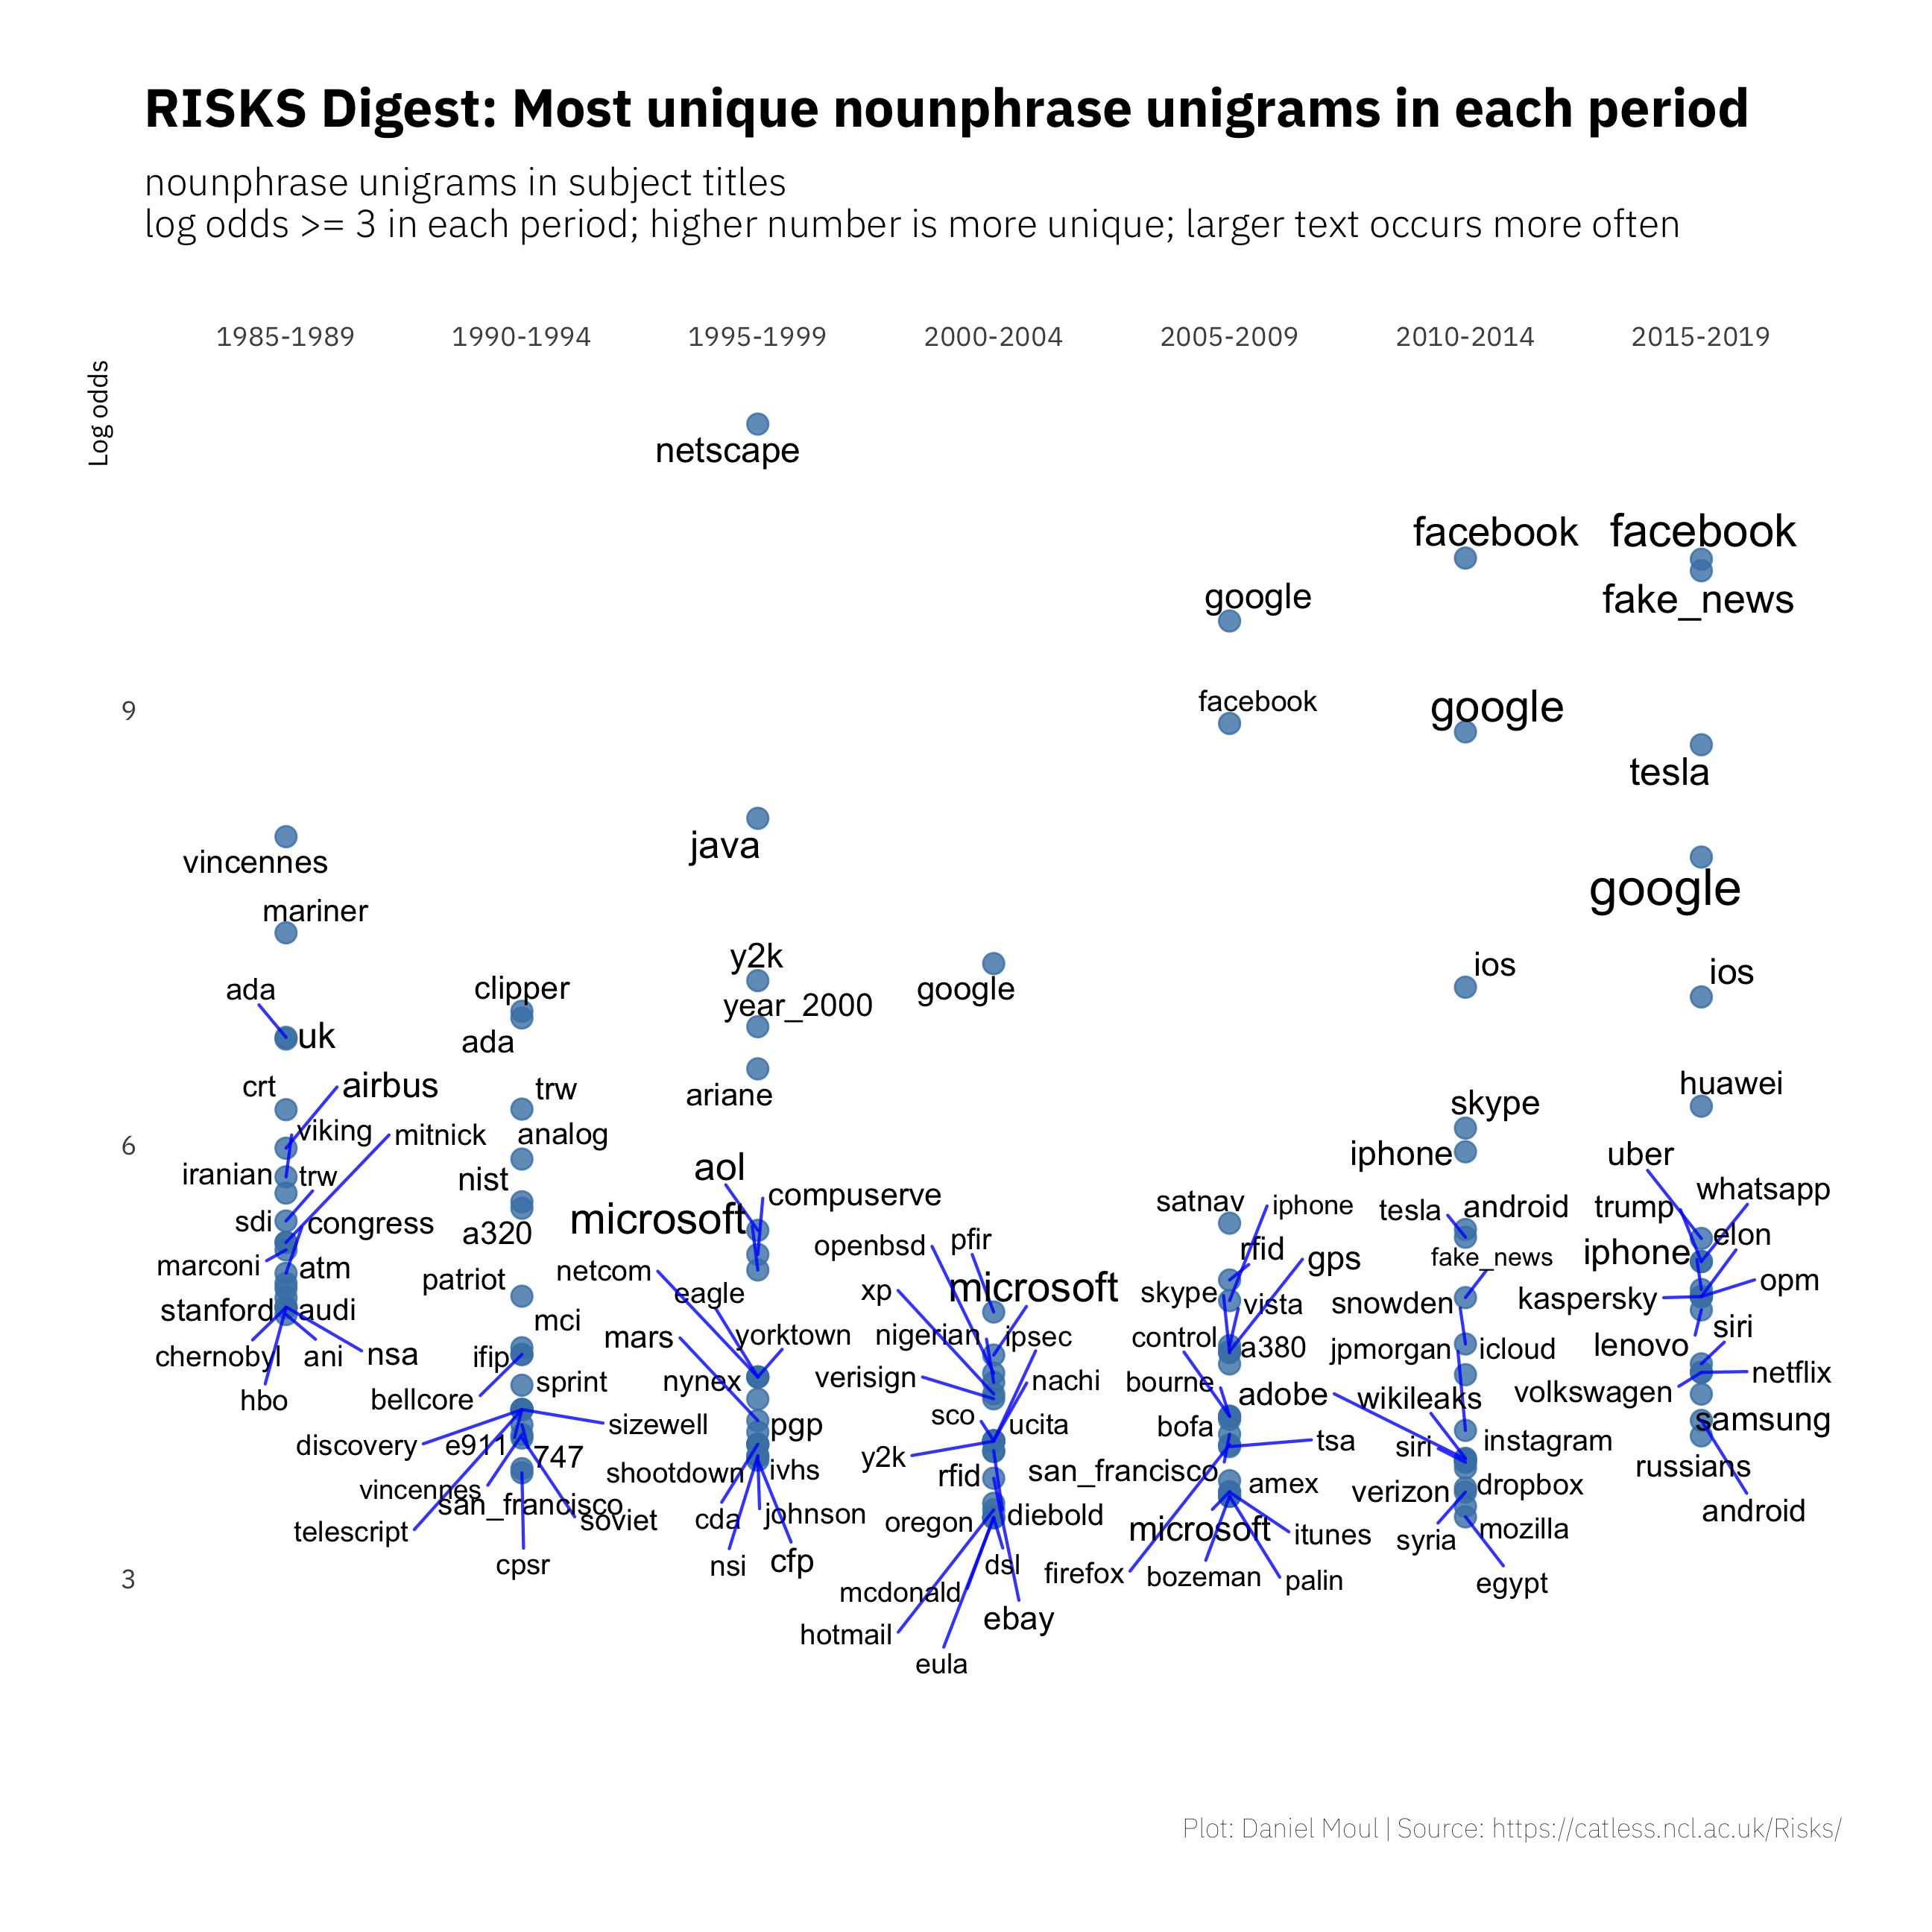 RISKS Digest: Most unique nounphrase unigrams in each period
nounphrase unigrams in subject titles
log odds >= 3 in each period; higher number is more unique; larger text occurs more often
1985-1989
1990-1994
1995-1999
2000-2004
2005-2009
2010-2014
2015-2019
Log odds
9
6
3
vincennes
mariner
ada
uk
crt
airbus
viking
mitnick
iranian
trw
sdi
congress
marconi
atm
stanford
audi
chernobyl
ani
nsa
hbo
clipper
ada
trw
analog
nist
a320
patriot
mci
ifip
bellcore
sprint
sizewell
discovery
e911
747
vincennes
san_francisco
soviet
telescript
cpsr
netscape
java
y2k
year_2000
ariane
aol
compuserve
microsoft
netcom
eagle
mars
yorktown
nynex
pgp
shootdown
ivhs
cda
johnson
nsi
cfp
google
openbsd
pfir
xp
microsoft
nigerian
ipsec
verisign
nachi
sco
ucita
y2k
rfid
oregon
diebold
dsl
mcdonald
ebay
hotmail
eula
google
facebook
satnav
iphone
rfid
gps
skype
vista
control
a380
bourne
bofa
tsa
san_francisco
amex
microsoft
itunes
firefox
bozeman
palin
facebook
google
ios
skype
iphone
tesla
android
fake_news
snowden
jpmorgan
icloud
adobe
wikileaks
siri
instagram
verizon
dropbox
syria
mozilla
egypt
facebook
fake_news
tesla
google
ios
huawei
uber
whatsapp
trump
elon
iphone
opm
kaspersky
siri
lenovo
netflix
volkswagen
samsung
russians
android
Plot: Daniel Moul | Source: https://catless.ncl.ac.uk/Risks/